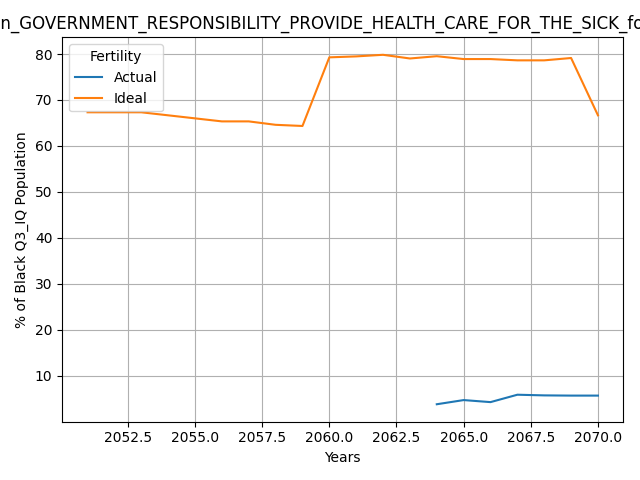 n_GOVERNMENT_RESPONSIBILITY_PROVIDE_HEALTH_CARE_FOR_THE_SICK_fo
Fertility
Actual
Ideal
% of Black Q3_IQ Population
80
70
60
50
40
30
20
10
2052.5 2055.0 2057.5 2060.0 2062.5 2065.0 2067.5 2070.0
Years